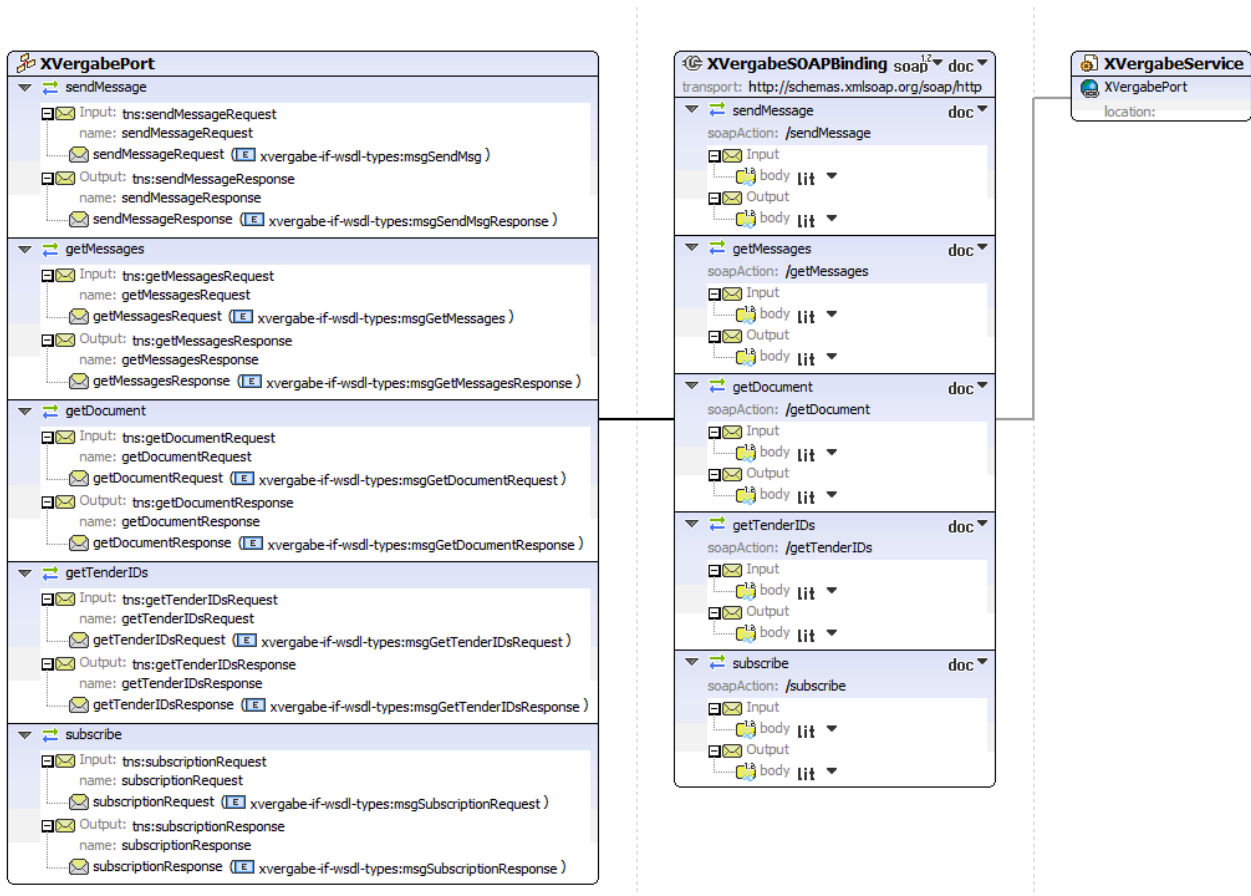 XVergabePort
sendMessage
Input: tns:sendMessageRequest
name: sendMessageRequest
sendMessageRequest (E xvergabe-if-wsdl-types:msgSendMsg )
Output: tns:sendMessageResponse
name: sendMessageResponse
sendMessageResponse (E xvergabe-if-wsdl-types:msgSendMsgResponse )
getMessages
Input: tns:getMessagesRequest
name: getMessagesRequest
getMessagesRequest (E xvergabe-if-wsdl-types:msgGetMessages )
Output: tns:getMessagesResponse
name: getMessagesResponse
getMessagesResponse (E xvergabe-if-wsdl-types:msgGetMessagesResponse )
getDocument
Input: tns:getDocumentRequest
name: getDocumentRequest
getDocumentRequest (E xvergabe-if-wsdl-types:msgGetDocumentRequest )
Output: tns:getDocumentResponse
name: getDocumentResponse
getDocumentResponse (E xvergabe-if-wsdl-types:msgGetDocumentResponse )
getTenderIDs
Input: tns:getTenderIDsRequest
name: getTenderIDsRequest
getTenderIDsRequest (E xvergabe-if-wsdl-types:msgGetTenderIDsRequest )
Output: tns:getTenderIDsResponse
name: getTenderIDsResponse
getTenderIDsResponse (E xvergabe-if-wsdl-types:msgGetTenderIDsResponse )
subscribe
Input: tns:subscriptionRequest
name: subscriptionRequest
subscriptionRequest (E xvergabe-if-wsdl-types:msgSubscriptionRequest )
Output: tns:subscriptionResponse
name: subscriptionResponse
subscriptionResponse (E xvergabe-if-wsdl-types:msgSubscriptionResponse )
XVergabeSOAPBinding soap1.2 doc
transport: http://schemas.xmlsoap.org/soap/http
sendMessage doc
soapAction: /sendMessage
Input
body lit
Output
body lit
getMessages doc
soapAction: /getMessages
Input
body lit
Output
body lit
getDocument doc
soapAction: /getDocument
Input
body lit
Output
body lit
getTenderIDs doc
soapAction: /getTenderIDs
Input
body lit
Output
body lit
subscribe doc
soapAction: /subscribe
Input
body lit
Output
body lit
XVergabeService
XVergabePort
location: